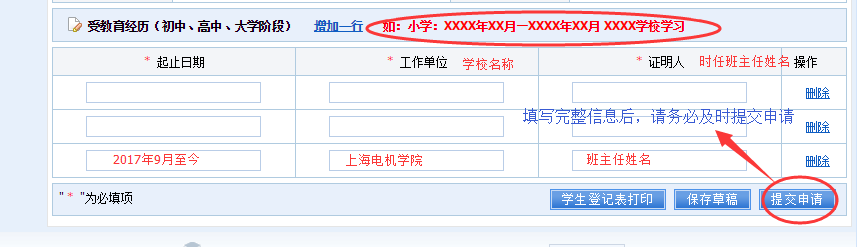 受教育经历（初中、高中、大学阶段） 增加一行 如：小学：XXXX年XX月—XXXX年XX月 XXXX学校学习
* 起止日期 * 工作单位 学校名称 * 证明人 时任班主任姓名 操作
删除
填写完整信息后，请务必及时提交申请
删除
2017年9月至今 上海电机学院 班主任姓名 删除
" * "为必填项 学生登记表打印 保存草稿 提交申请